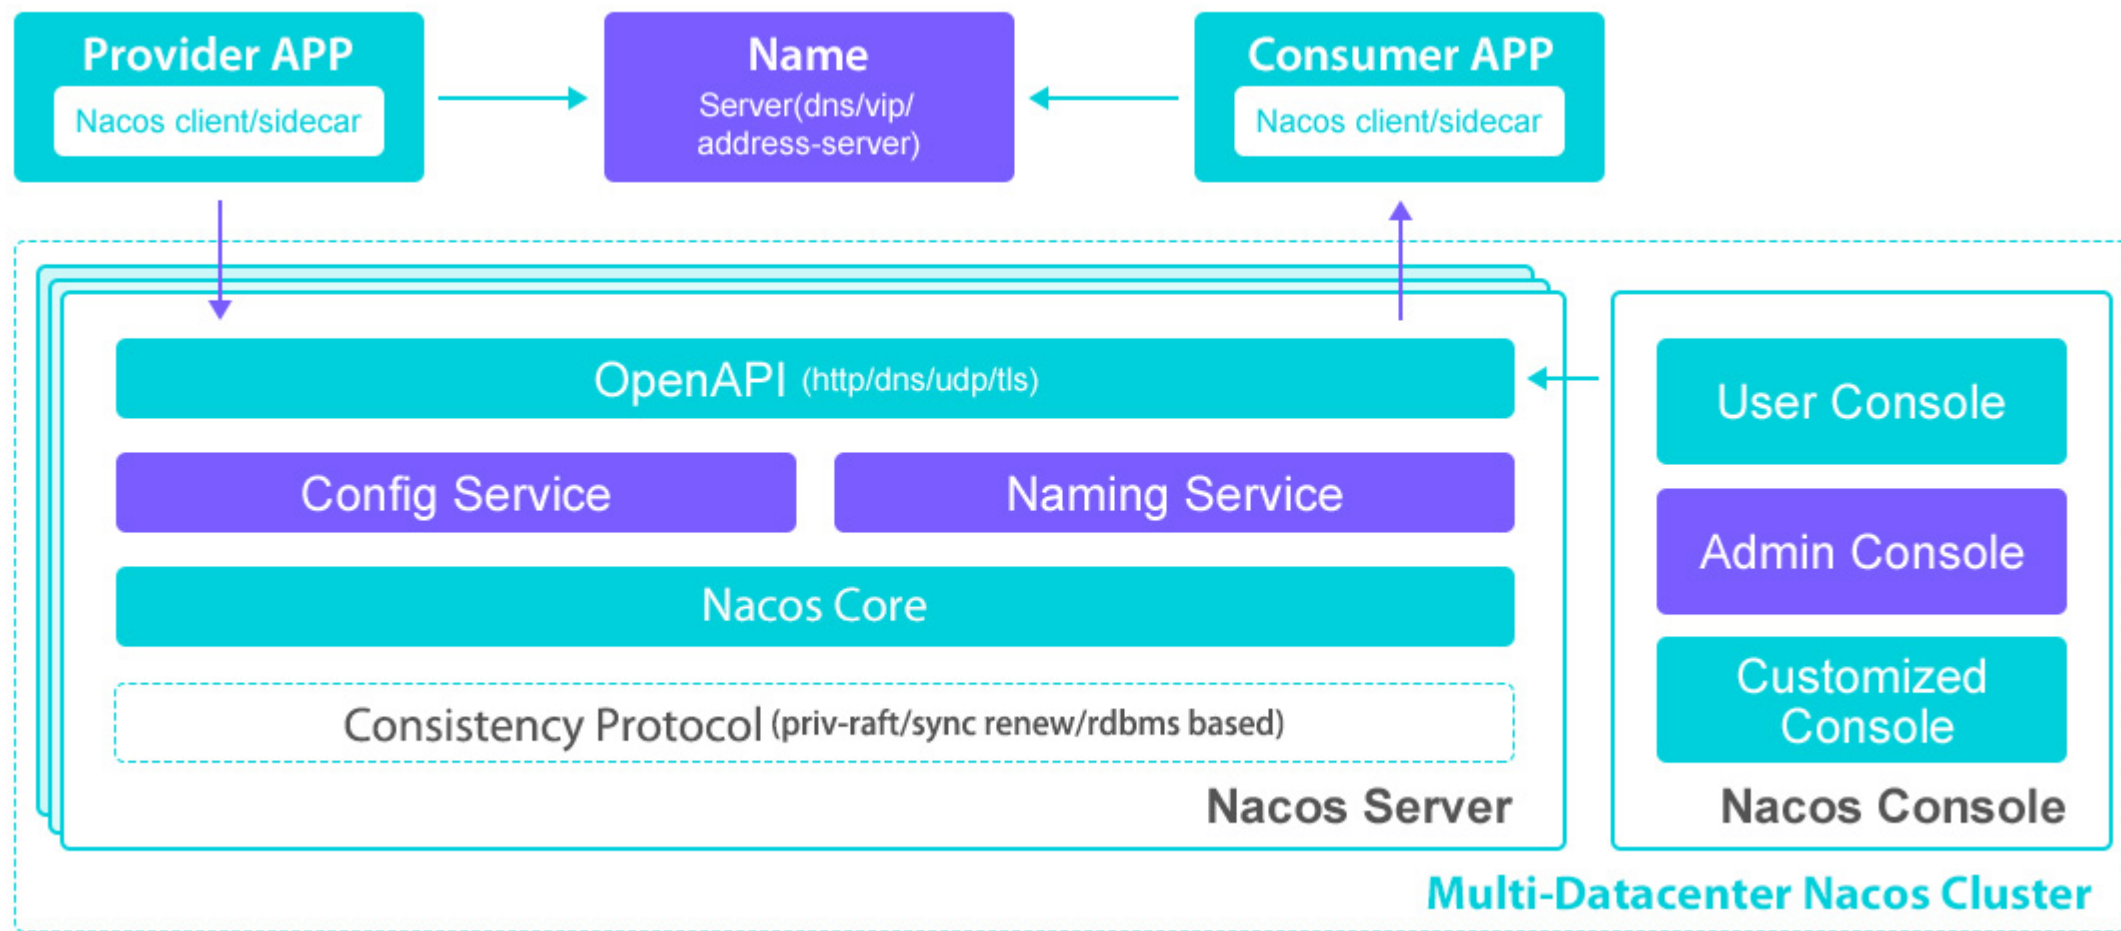 Provider APP
Nacos client/sidecar
Name
Server(dns/vip/
address-server)
Consumer APP
Nacos client/sidecar
OpenAPI (http/dns/udp/tls)
Config Service
Naming Service
Nacos Core
Consistency Protocol (priv-raft/sync renew/rdbms based)
Nacos Server
User Console
Admin Console
Customized
Console
Nacos Console
Multi-Datacenter Nacos Cluster